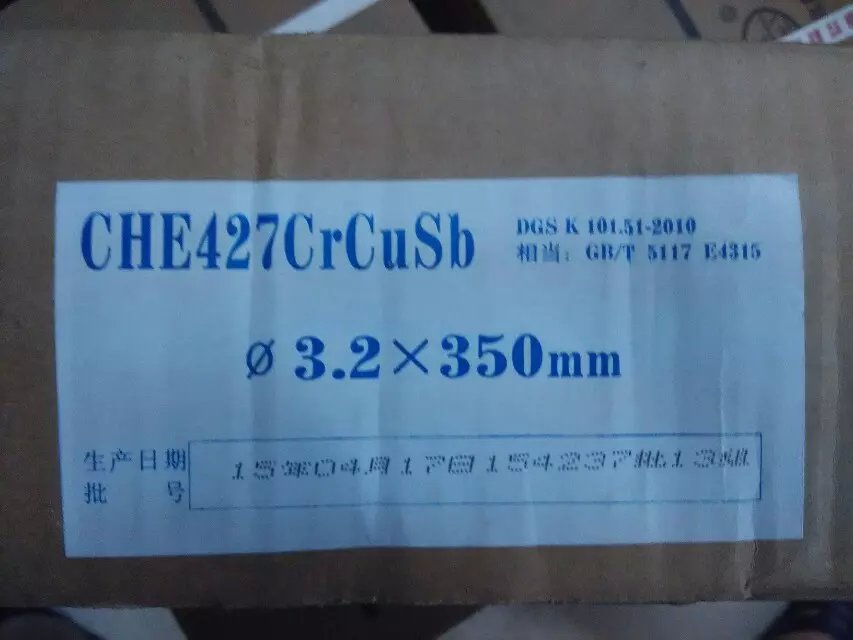 CHE427CrCuSb
DGS K 101.51-2010
相当：GB/T 5117 E4315
ø 3.2×350mm
生产日期
批 号
15年04月17日154237批13组